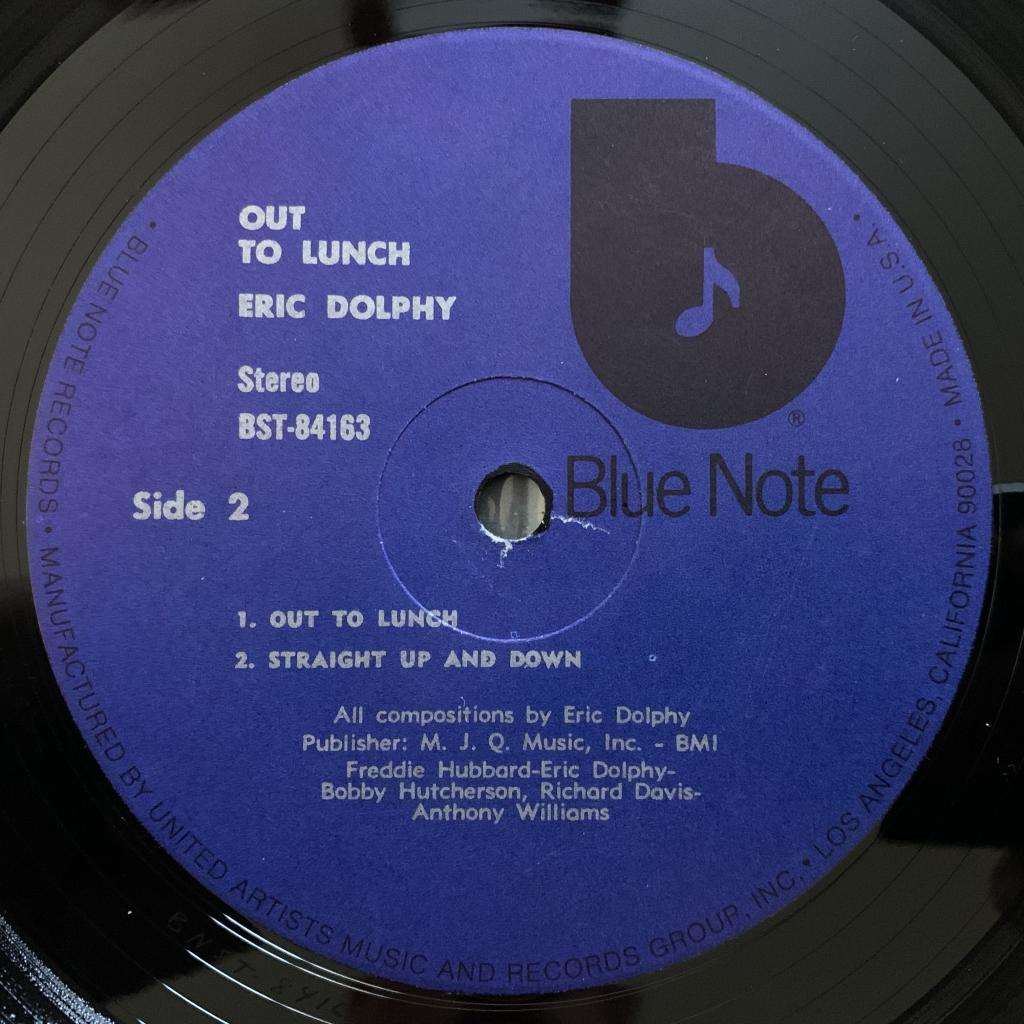 OUT
TO LUNCH
ERIC DOLPHY
Stereo
BST-84163
Side 2
®
Blue Note
1. OUT TO LUNCH
2. STRAIGHT UP AND DOWN
All compositions by Eric Dolphy
Publisher: M. J. Q. Music, Inc. - BMI
Freddie Hubbard-Eric Dolphy-
Bobby Hutcherson, Richard Davis-
Anthony Williams
• BLUE NOTE RECORDS • MANUFACTURED BY UNITED ARTISTS MUSIC AND RECORDS GROUP, INC. • LOS ANGELES, CALIFORNIA 90028 • MADE IN U.S.A. •